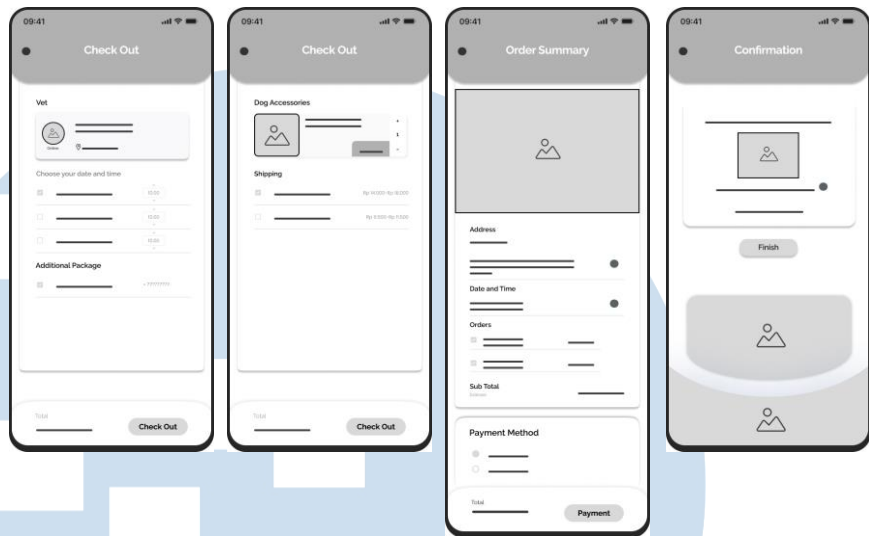 09:41
Check Out
Vet
Choose your date and time
10.00
10.00
10.00
Additional Package
Total
Check Out
09:41
Check Out
Dog Accessories
1
Shipping
Total
Check Out
09:41
Order Summary
Address
Date and Time
Orders
Sub Total
Payment Method
Total
Payment
09:41
Confirmation
Finish